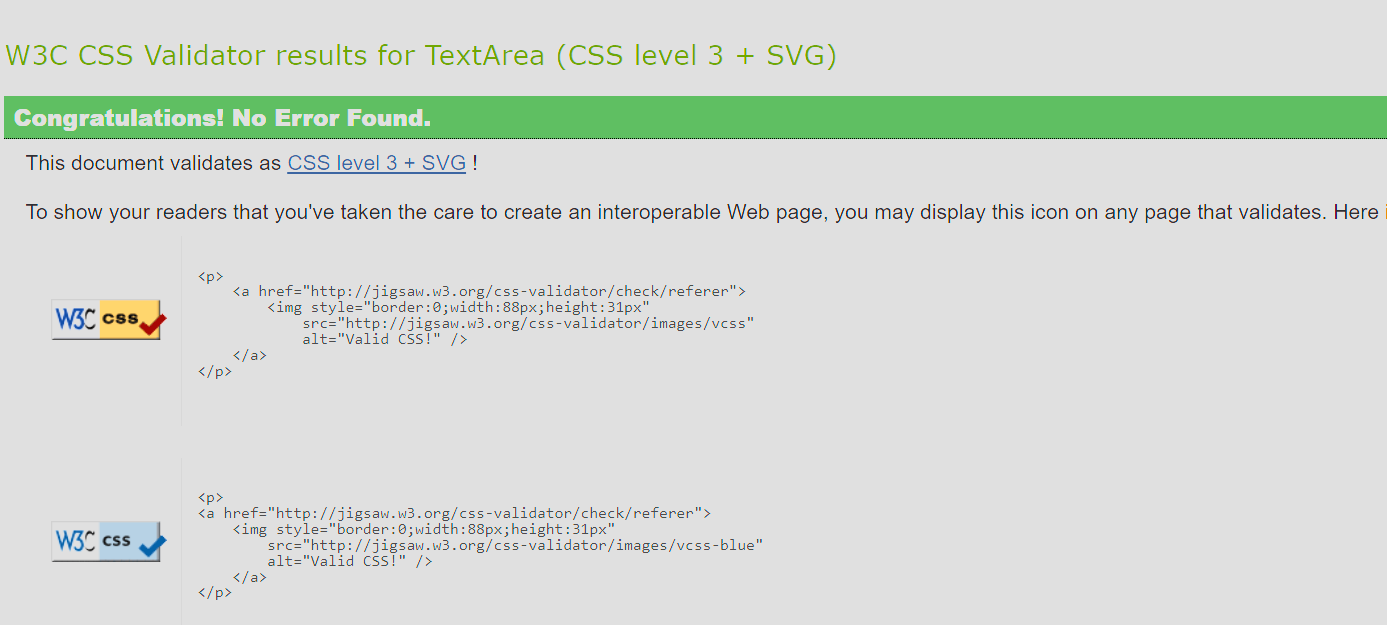 W3C CSS Validator results for TextArea (CSS level 3 + SVG)
Congratulations! No Error Found.
This document validates as CSS level 3 + SVG !
To show your readers that you've taken the care to create an interoperable Web page, you may display this icon on any page that validates. Here
<p>
<a href="http://jigsaw.w3.org/css-validator/check/referer">
<img style="border:0;width:88px;height:31px"
W3C css
src="http://jigsaw.w3.org/css-validator/images/vcss"
alt="Valid CSS!" />
</a>
</p>
<p>
<a href="http://jigsaw.w3.org/css-validator/check/referer">
<img style="border:0;width:88px;height:31px"
W3C css
src="http://jigsaw.w3.org/css-validator/images/vcss-blue"
alt="Valid CSS!" />
</a>
</p>